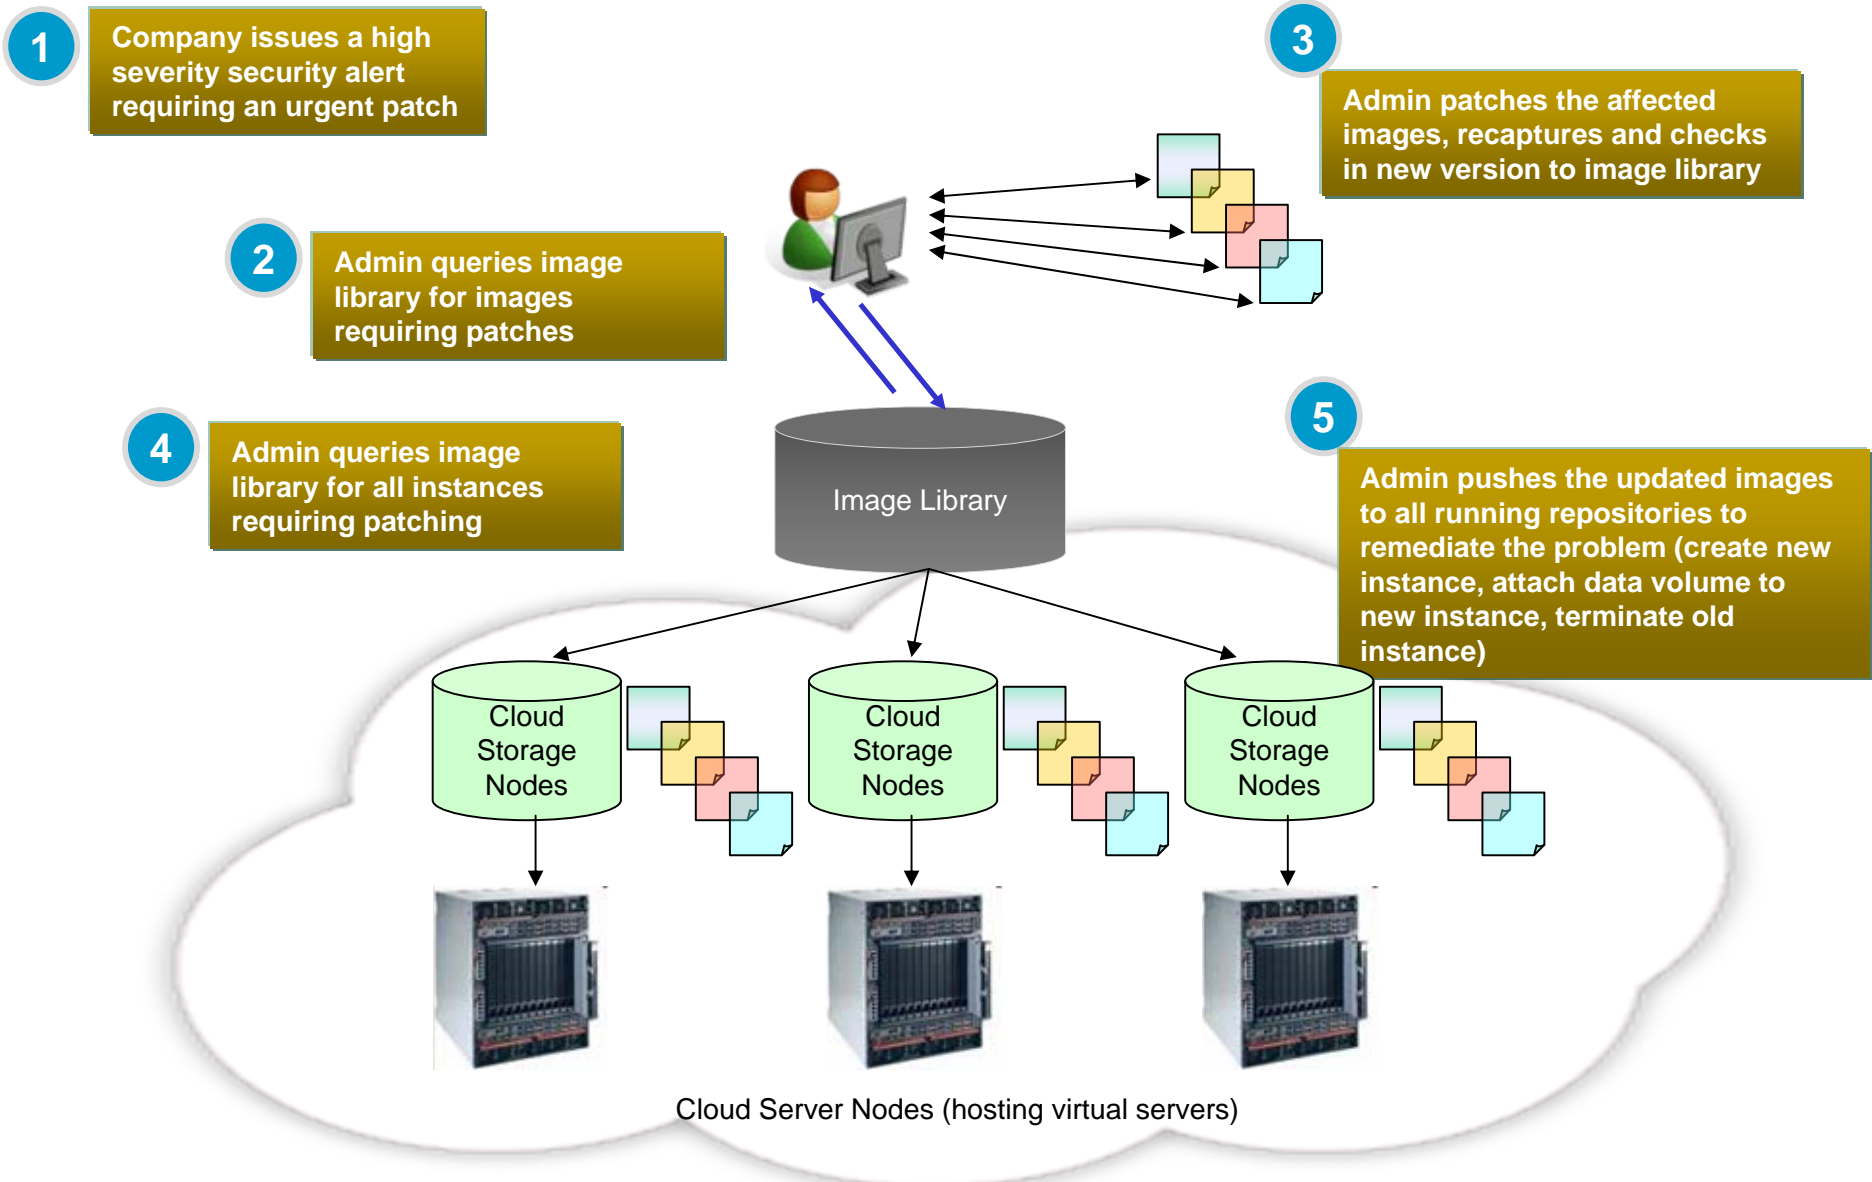 1
Company issues a high
severity security alert
requiring an urgent patch
2
Admin queries image
library for images
requiring patches
3
Admin patches the affected
images, recaptures and checks
in new version to image library
4
Admin queries image
library for all instances
requiring patching
5
Admin pushes the updated images
to all running repositories to
remediate the problem (create new
instance, attach data volume to
new instance, terminate old
instance)
Image Library
Cloud
Storage
Nodes
Cloud
Storage
Nodes
Cloud
Storage
Nodes
Cloud Server Nodes (hosting virtual servers)